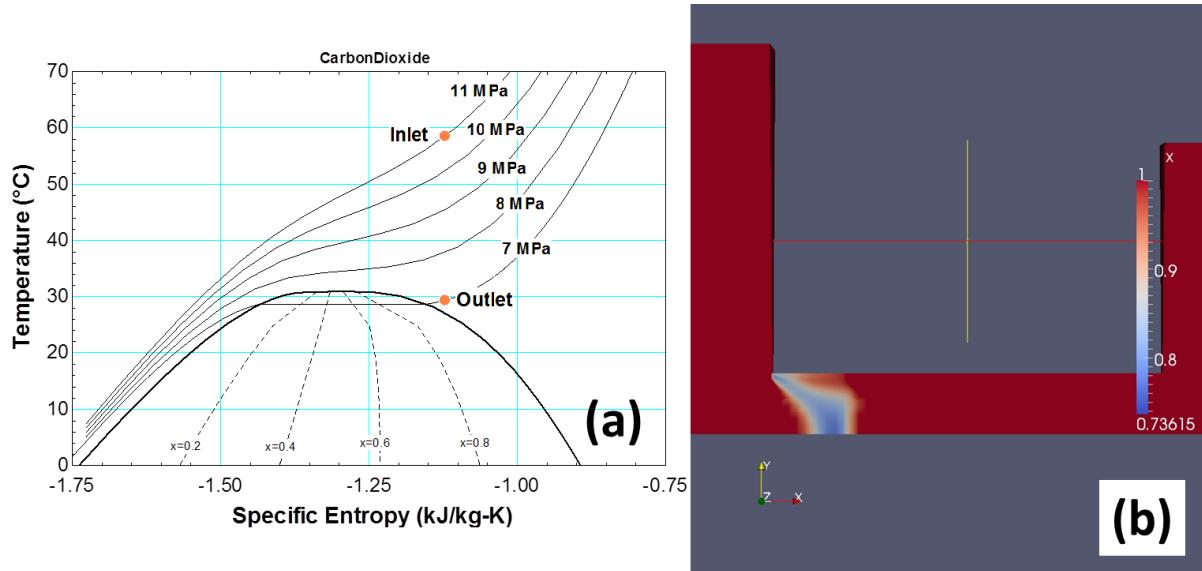 CarbonDioxide
70
60
50
40
30
20
10
0
Temperature (°C)
11 MPa
Inlet
10 MPa
9 MPa
8 MPa
7 MPa
Outlet
x=0.2
x=0.4
x=0.6
x=0.8
(a)
-1.75
-1.50
-1.25
-1.00
-0.75
Specific Entropy (kJ/kg-K)
X
1
0.9
0.8
0.73615
Y
Z
X
(b)